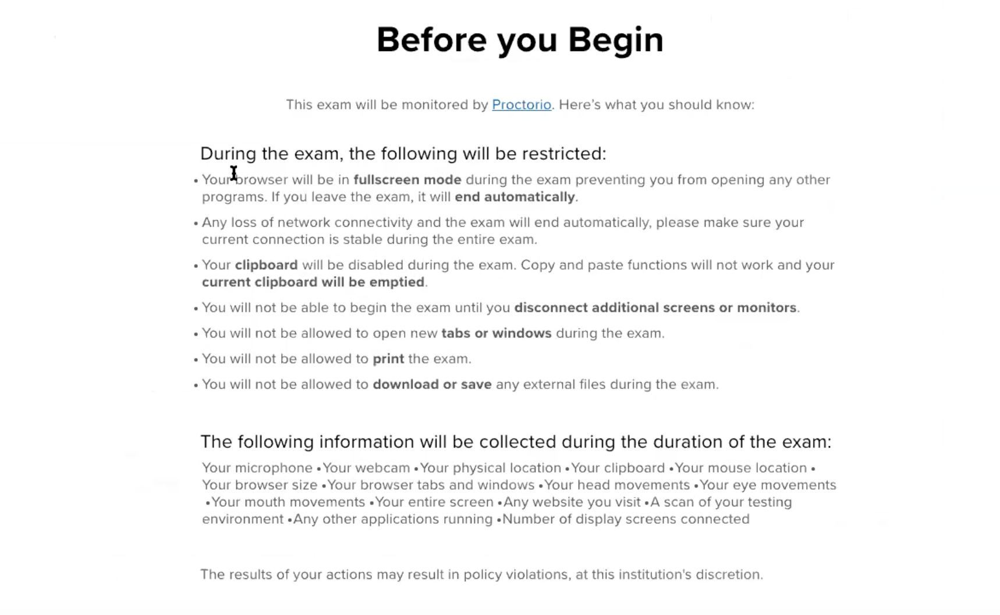 Before you Begin
This exam will be monitored by Proctorio. Here's what you should know:
During the exam, the following will be restricted:
• Your browser will be in fullscreen mode during the exam preventing you from opening any other
programs. If you leave the exam, it will end automatically.
• Any loss of network connectivity and the exam will end automatically, please make sure your
current connection is stable during the entire exam.
• Your clipboard will be disabled during the exam. Copy and paste functions will not work and your
current clipboard will be emptied.
• You will not be able to begin the exam until you disconnect additional screens or monitors.
• You will not be allowed to open new tabs or windows during the exam.
• You will not be allowed to print the exam.
• You will not be allowed to download or save any external files during the exam.
The following information will be collected during the duration of the exam:
Your microphone •Your webcam •Your physical location •Your clipboard •Your mouse location •
Your browser size •Your browser tabs and windows •Your head movements •Your eye movements
•Your mouth movements •Your entire screen •Any website you visit •A scan of your testing
environment •Any other applications running •Number of display screens connected
The results of your actions may result in policy violations, at this institution's discretion.